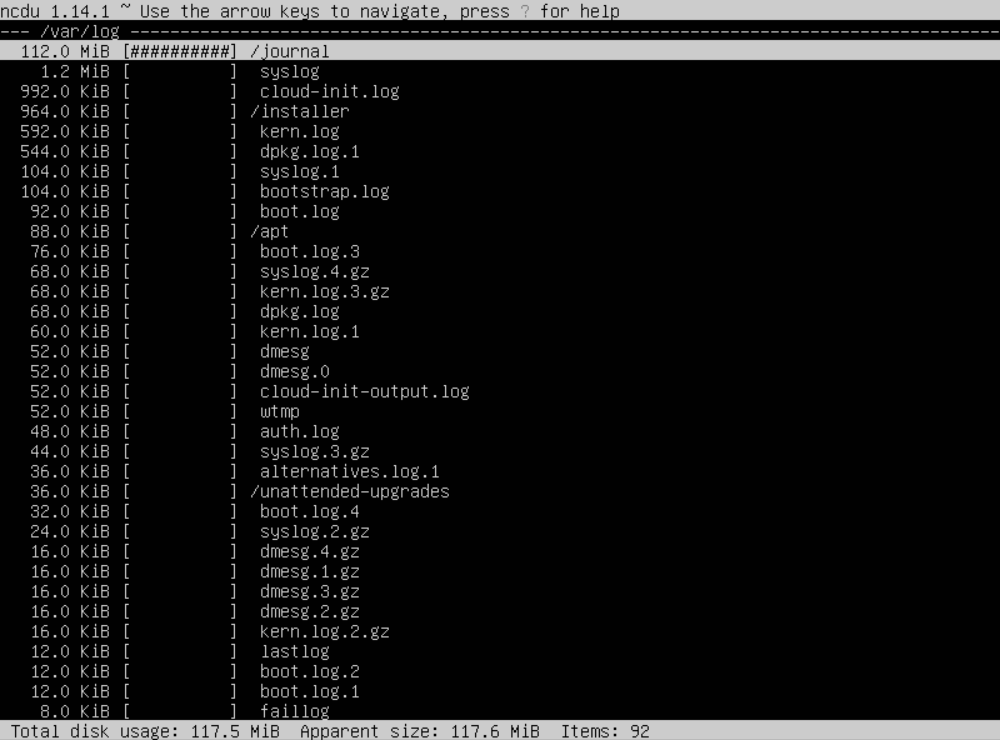 ncdu 1.14.1 ~ Use the arrow keys to navigate, press ? for help
--- /var/log ----------------------------------------------------------------------------------------
  112.0 MiB [##########] /journal
    1.2 MiB [          ]  syslog
  992.0 KiB [          ]  cloud-init.log
  964.0 KiB [          ] /installer
  592.0 KiB [          ]  kern.log
  544.0 KiB [          ]  dpkg.log.1
  104.0 KiB [          ]  syslog.1
  104.0 KiB [          ]  bootstrap.log
   92.0 KiB [          ]  boot.log
   88.0 KiB [          ] /apt
   76.0 KiB [          ]  boot.log.3
   68.0 KiB [          ]  syslog.4.gz
   68.0 KiB [          ]  kern.log.3.gz
   68.0 KiB [          ]  dpkg.log
   60.0 KiB [          ]  kern.log.1
   52.0 KiB [          ]  dmesg
   52.0 KiB [          ]  dmesg.0
   52.0 KiB [          ]  cloud-init-output.log
   52.0 KiB [          ]  wtmp
   48.0 KiB [          ]  auth.log
   44.0 KiB [          ]  syslog.3.gz
   36.0 KiB [          ]  alternatives.log.1
   36.0 KiB [          ] /unattended-upgrades
   32.0 KiB [          ]  boot.log.4
   24.0 KiB [          ]  syslog.2.gz
   16.0 KiB [          ]  dmesg.4.gz
   16.0 KiB [          ]  dmesg.1.gz
   16.0 KiB [          ]  dmesg.3.gz
   16.0 KiB [          ]  dmesg.2.gz
   16.0 KiB [          ]  kern.log.2.gz
   12.0 KiB [          ]  lastlog
   12.0 KiB [          ]  boot.log.2
   12.0 KiB [          ]  boot.log.1
    8.0 KiB [          ]  faillog
 Total disk usage: 117.5 MiB  Apparent size: 117.6 MiB  Items: 92